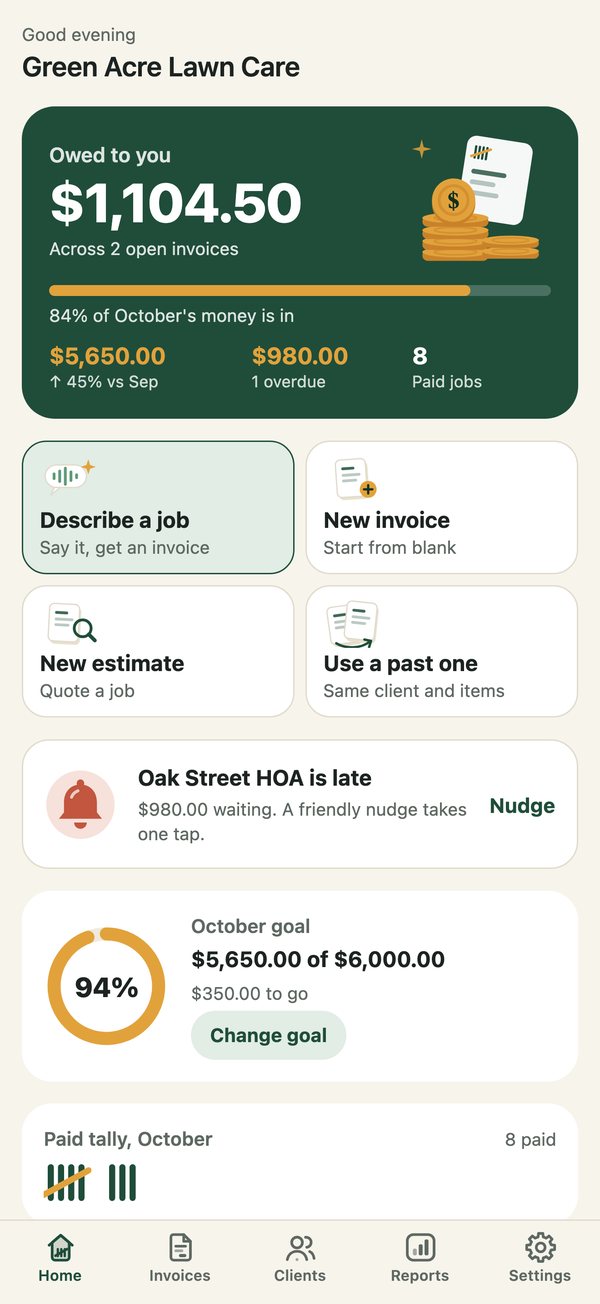 Good evening
Green Acre Lawn Care
Owed to you
$1,104.50
Across 2 open invoices
$
84% of October's money is in
$5,650.00
↑ 45% vs Sep
$980.00
1 overdue
8
Paid jobs
Describe a job
Say it, get an invoice
New invoice
Start from blank
New estimate
Quote a job
Use a past one
Same client and items
Oak Street HOA is late
$980.00 waiting. A friendly nudge takes
one tap.
Nudge
94%
October goal
$5,650.00 of $6,000.00
$350.00 to go
Change goal
Paid tally, October
8 paid
Home
Invoices
Clients
Reports
Settings